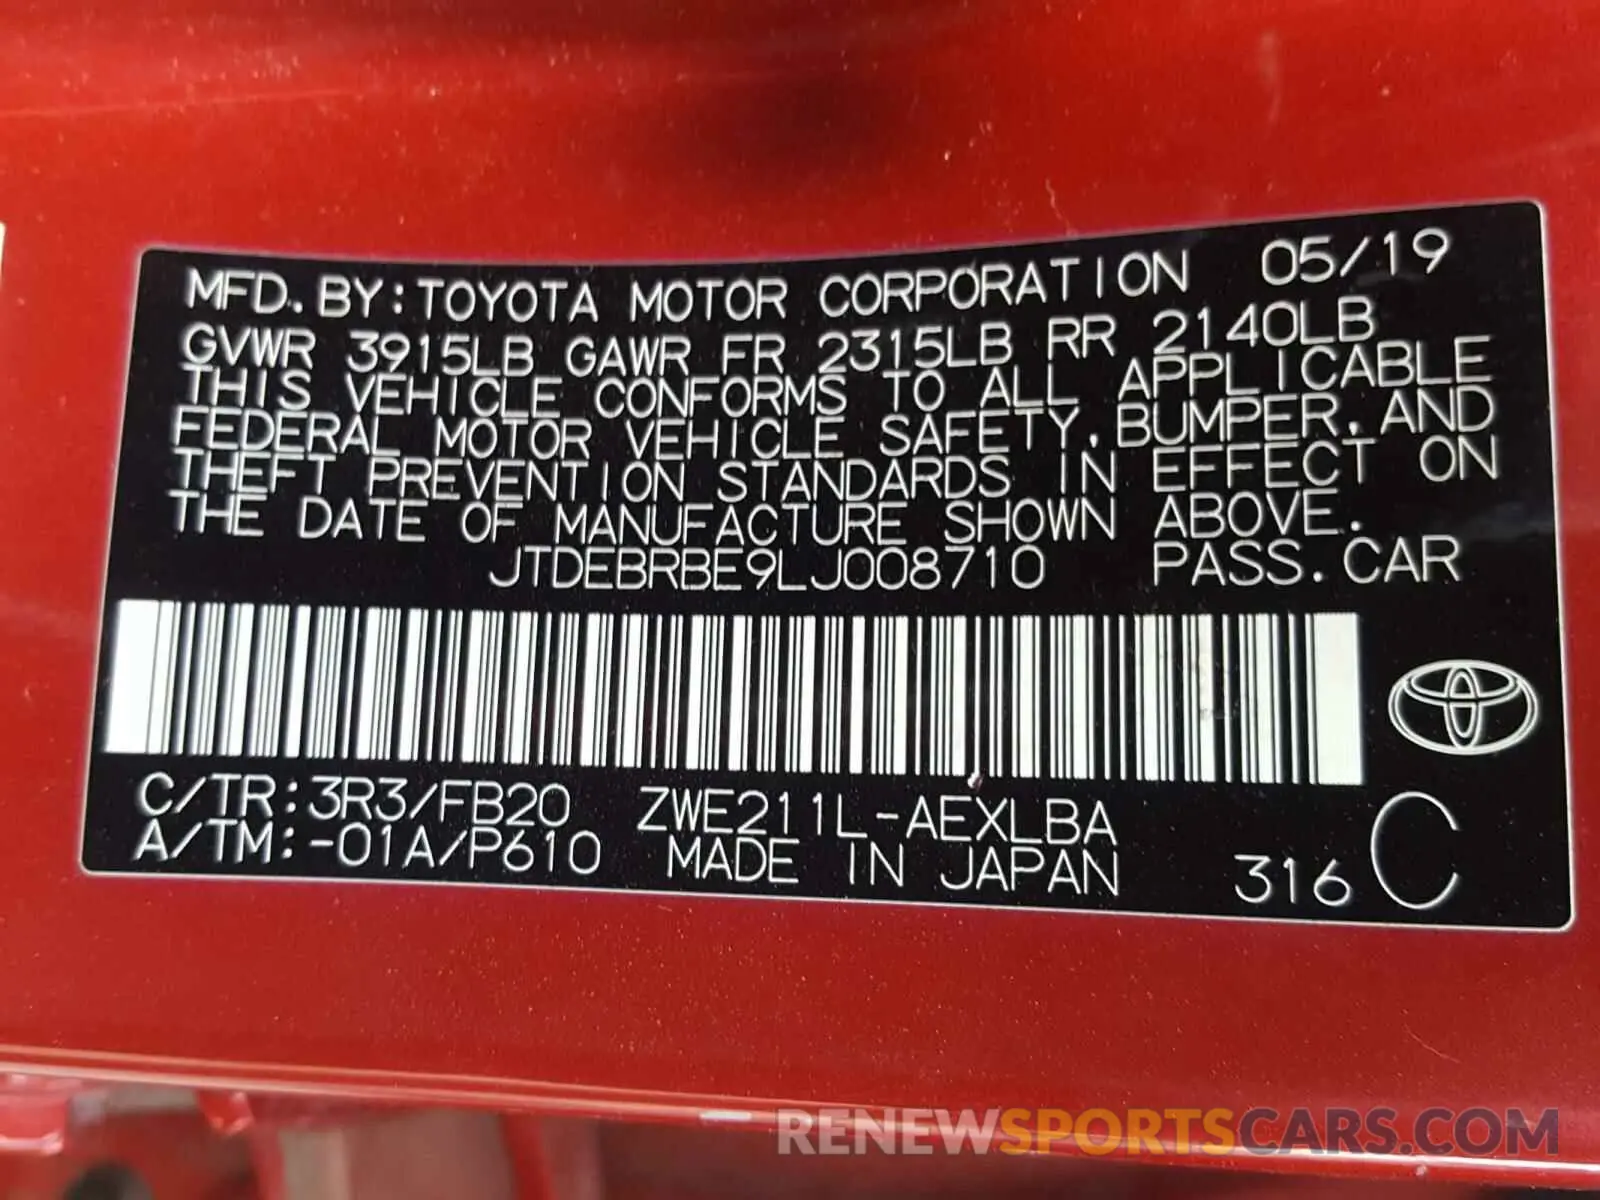 MFD. BY: TOYOTA MOTOR CORPORATION 05/19
GVWR 3915LB GAWR FR 2315LB RR 2140LB
THIS VEHICLE CONFORMS TO ALL APPLICABLE
FEDERAL MOTOR VEHICLE SAFETY, BUMPER, AND
THEFT PREVENTION STANDARDS IN EFFECT ON
THE DATE OF MANUFACTURE SHOWN ABOVE.
JTDEBRBE9LJ008710 PASS. CAR
C/TR: 3R3/FB20 ZWE211L-AEXLBA
A/TM: -01A/P610 MADE IN JAPAN 316 C
RENEWSPORTSCARS.COM